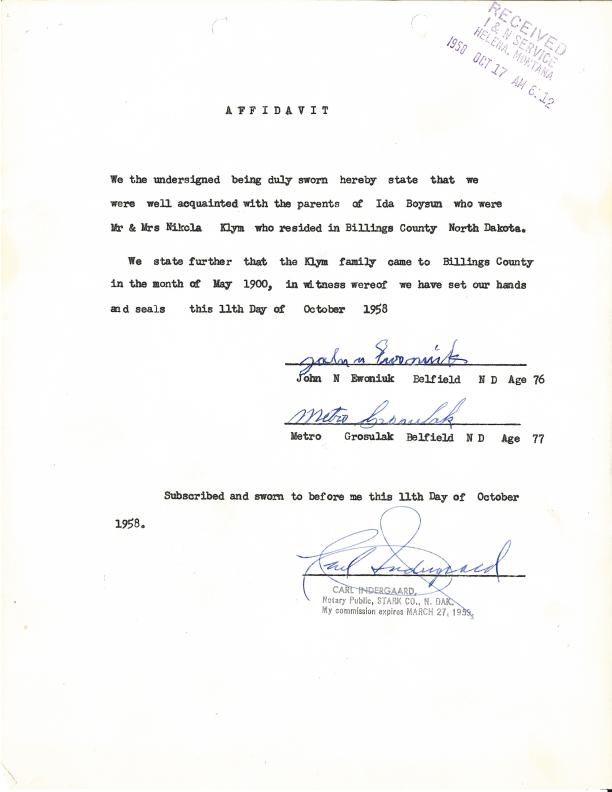 RECEIVED
I & N SERVICE
HELENA, MONTANA
1958 OCT 17 AM 6:12
AFFIDAVIT
We the undersigned being duly sworn hereby state that we
were well acquainted with the parents of Ida Boysun who were
Mr & Mrs Nikola Klym who resided in Billings County North Dakota.
We state further that the Klym family came to Billings County
in the month of May 1900, in witness wereof we have set our hands
and seals this 11th Day of October 1958
John N Ewoniuk
John N Ewoniuk Belfield N D Age 76
Metro Grosulak
Metro Grosulak Belfield N D Age 77
Subscribed and sworn to before me this 11th Day of October
1958.
Carl Indergaard
CARL INDERGAARD,
Notary Public, STARK CO., N. DAK.
My commission expires MARCH 27, 1959.